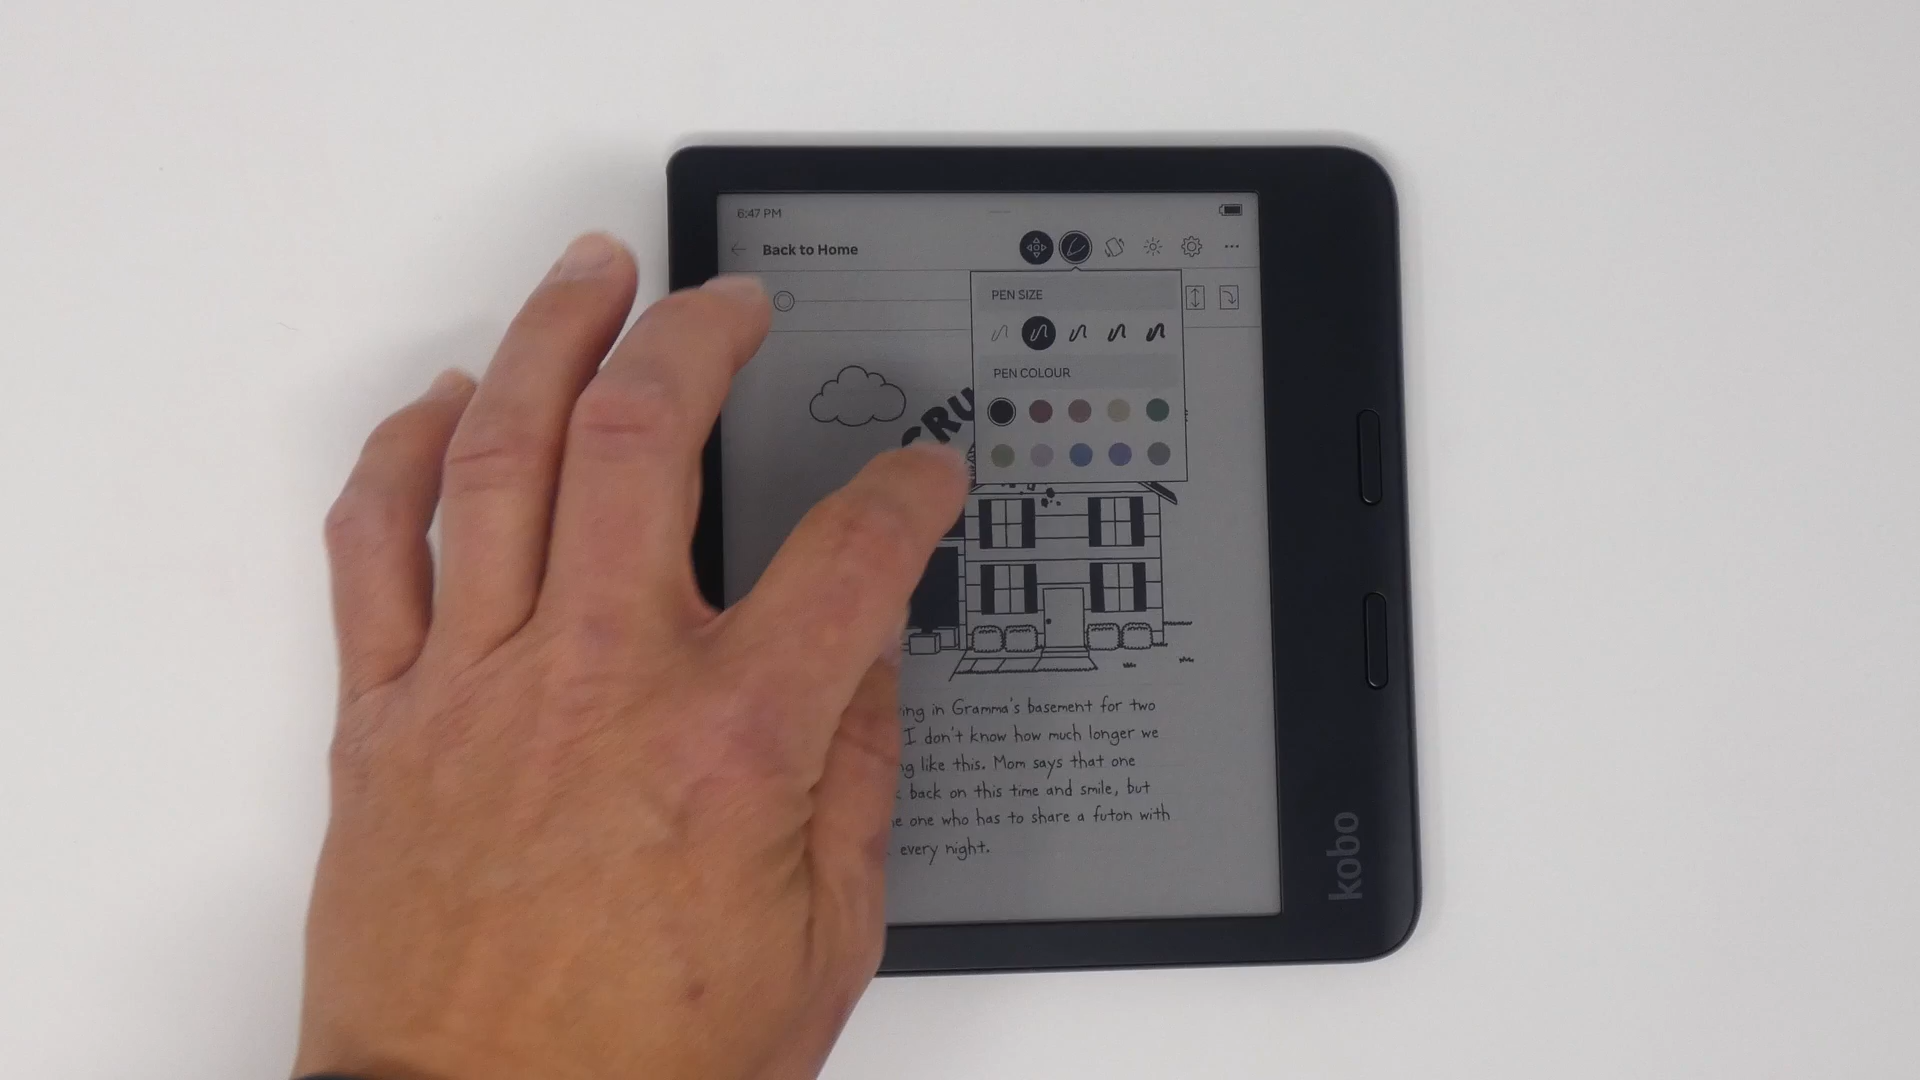 6:47 PM
Back to Home
PEN SIZE
PEN COLOUR
in Gramma's basement for two
I don't know how much longer we
like this. Mom says that one
back on this time and smile, but
one who has to share a futon with
every night.
kobo